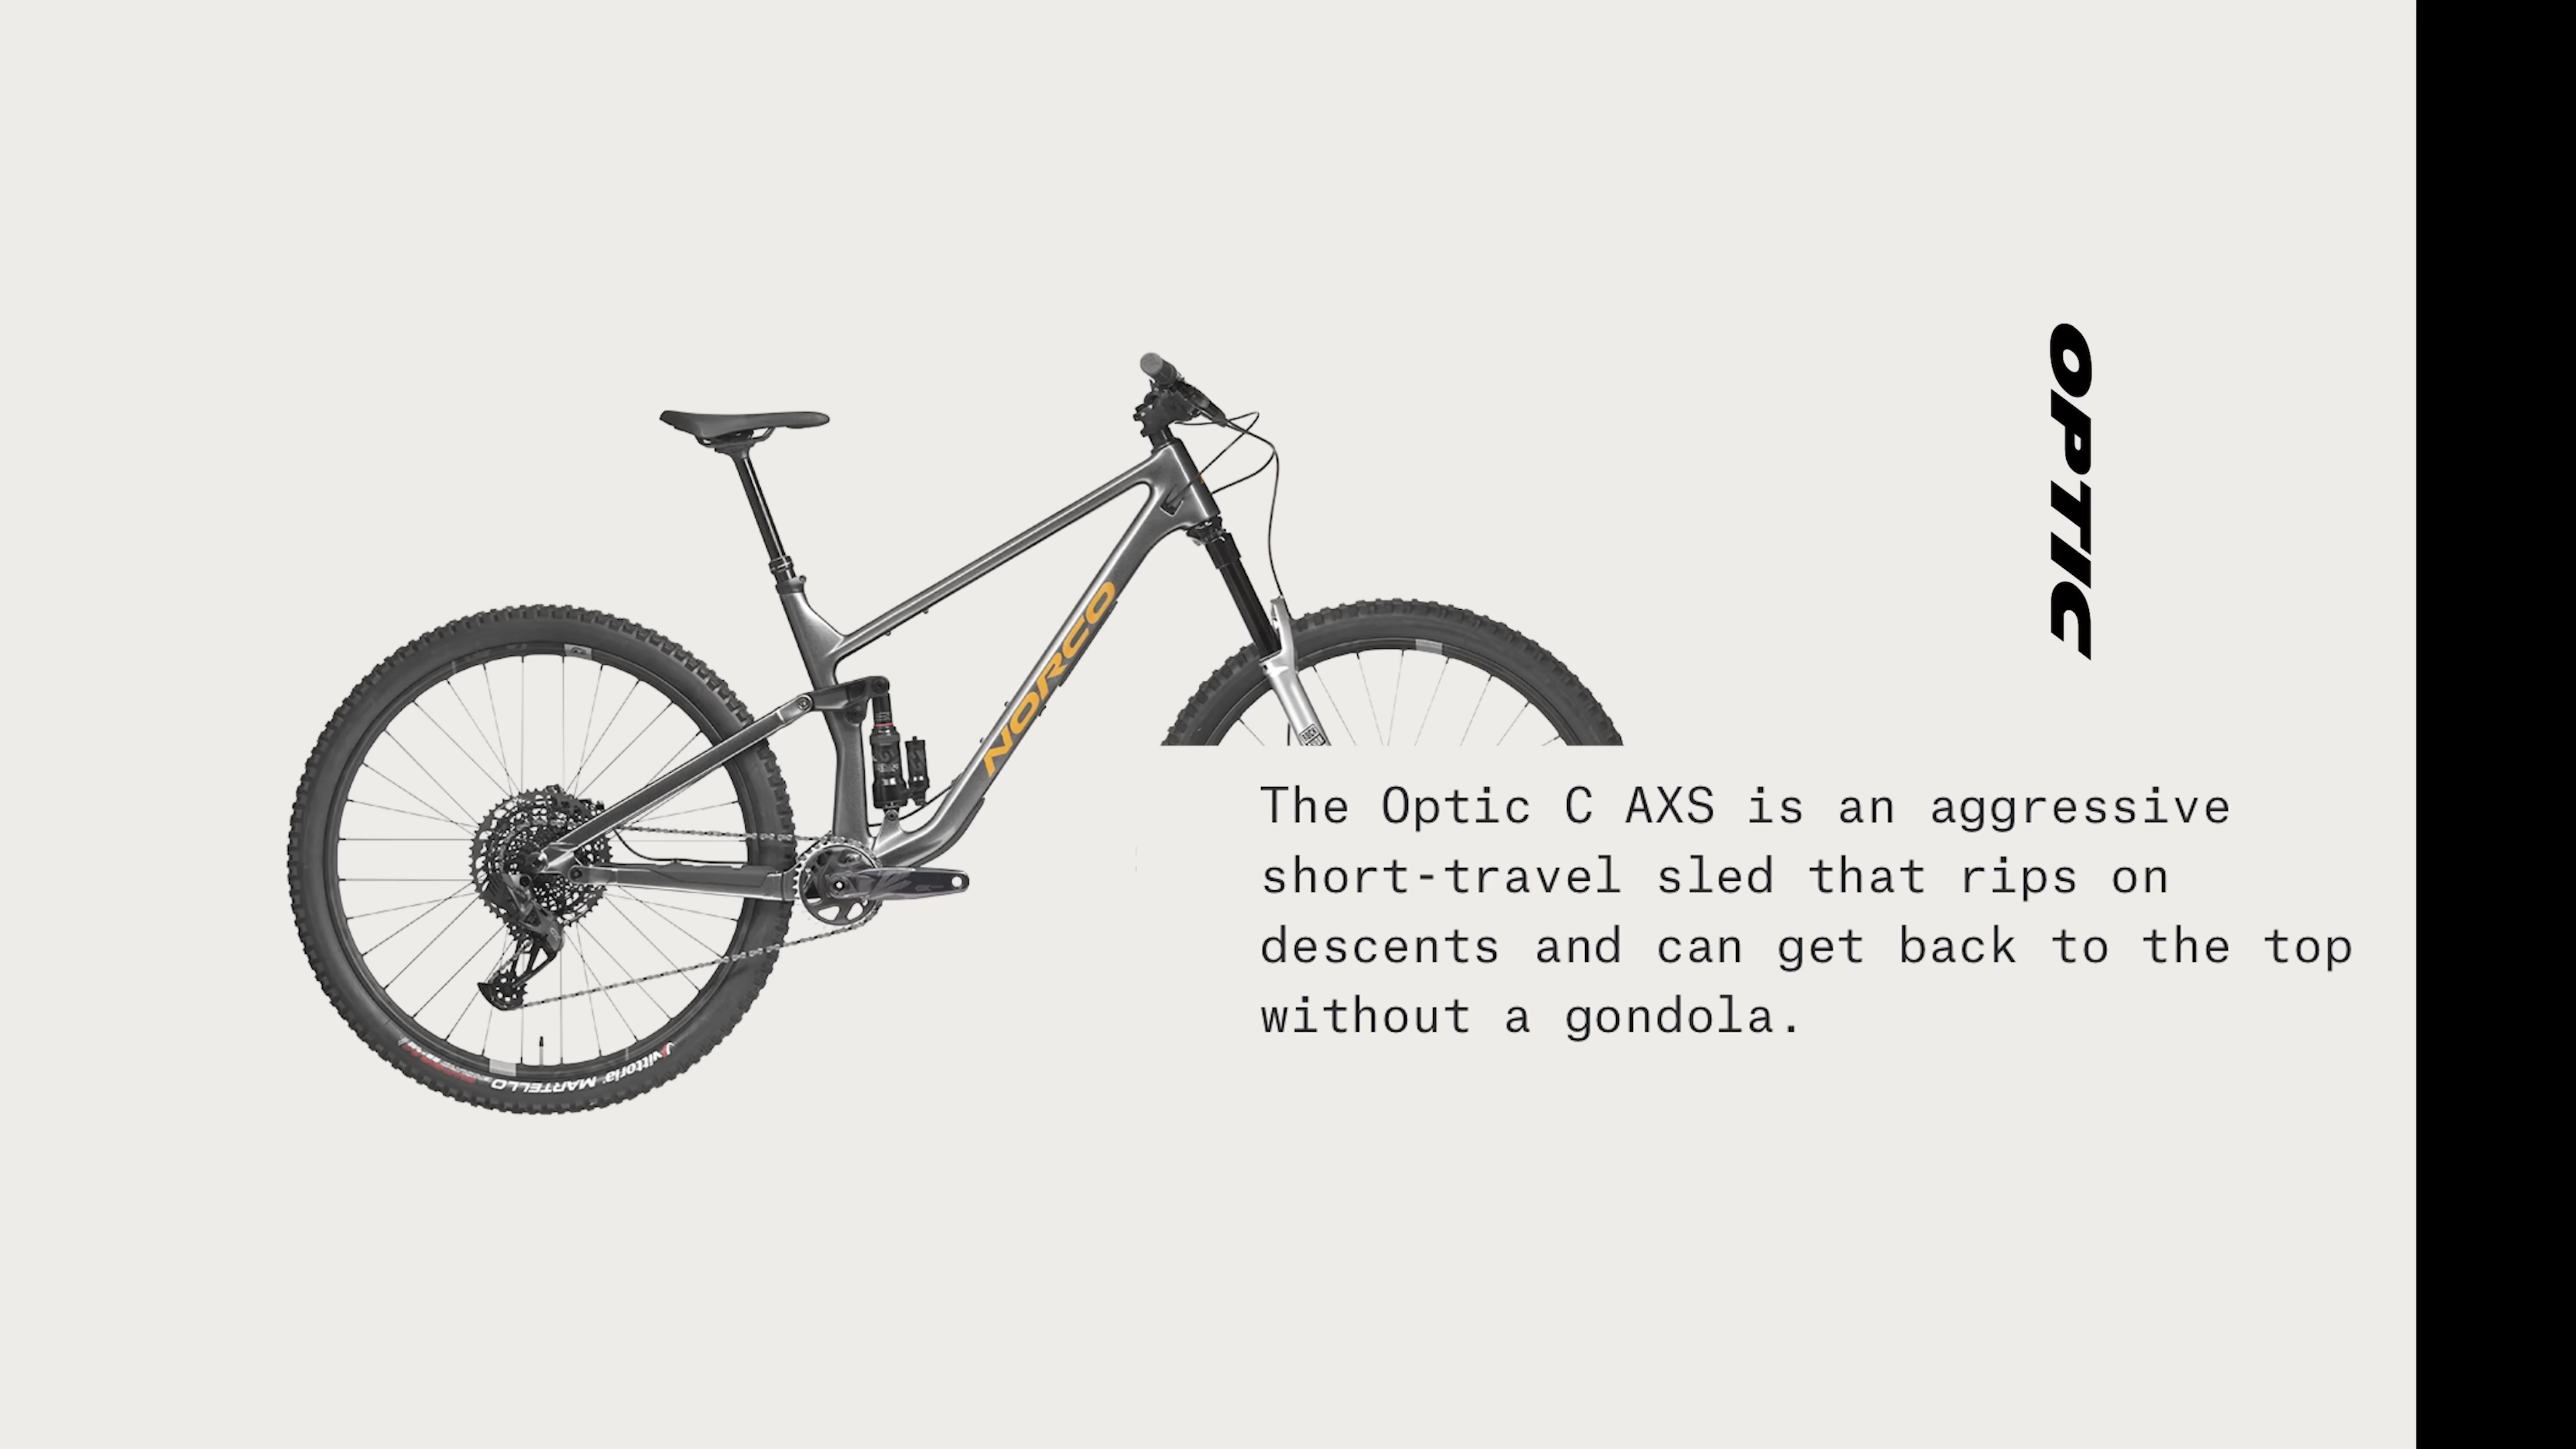 OPTIC
NORCO
The Optic C AXS is an aggressive
short-travel sled that rips on
descents and can get back to the top
without a gondola.
vittoria MARTELLO